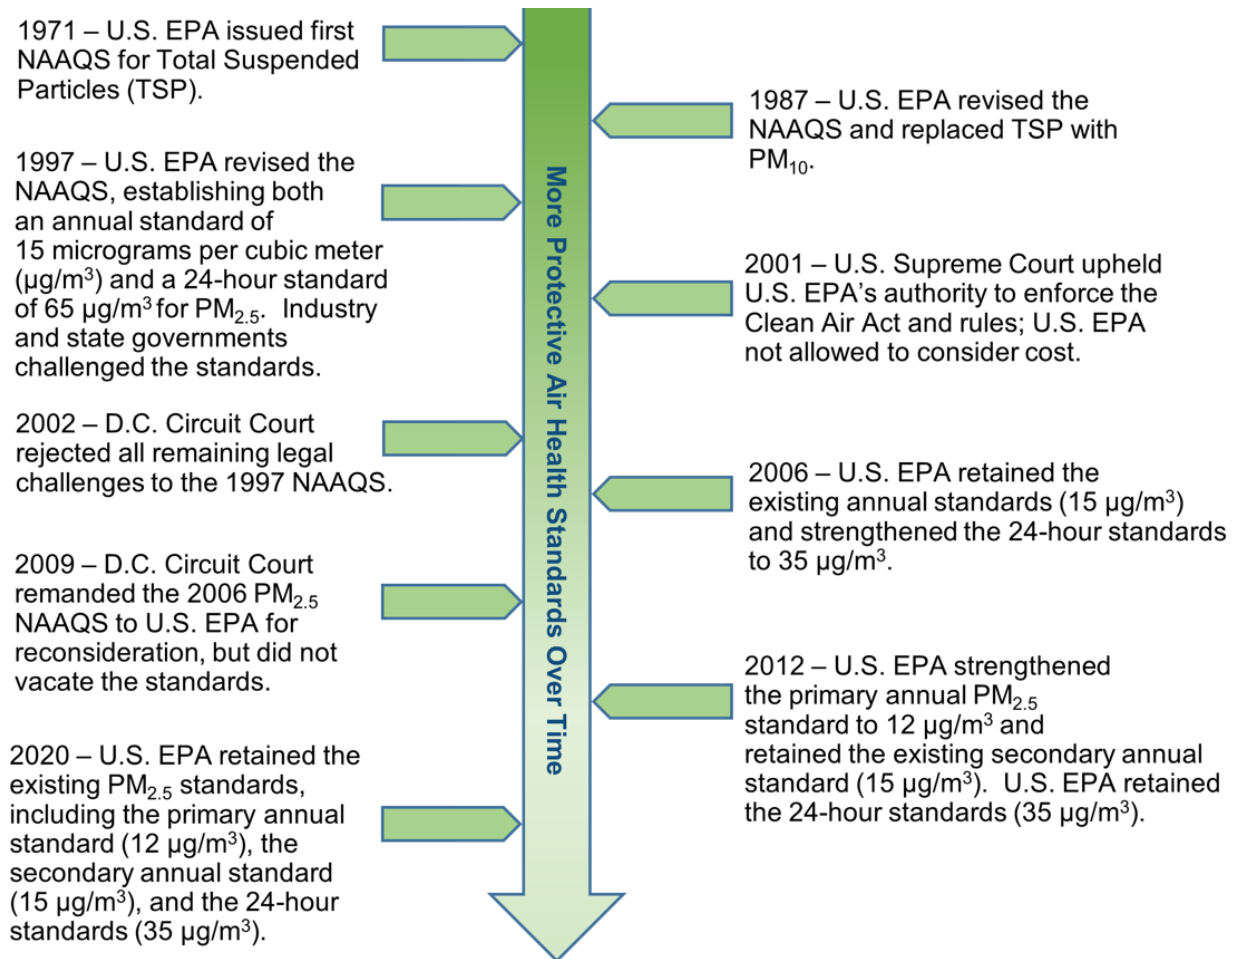 1971 – U.S. EPA issued first
NAAQS for Total Suspended
Particles (TSP).
1987 – U.S. EPA revised the
NAAQS and replaced TSP with
PM₁₀.
1997 – U.S. EPA revised the
NAAQS, establishing both
an annual standard of
15 micrograms per cubic meter
(µg/m³) and a 24-hour standard
of 65 µg/m³ for PM₂.₅. Industry
and state governments
challenged the standards.
2001 – U.S. Supreme Court upheld
U.S. EPA’s authority to enforce the
Clean Air Act and rules; U.S. EPA
not allowed to consider cost.
2002 – D.C. Circuit Court
rejected all remaining legal
challenges to the 1997 NAAQS.
2006 – U.S. EPA retained the
existing annual standards (15 µg/m³)
and strengthened the 24-hour standards
to 35 µg/m³.
2009 – D.C. Circuit Court
remanded the 2006 PM₂.₅
NAAQS to U.S. EPA for
reconsideration, but did not
vacate the standards.
2012 – U.S. EPA strengthened
the primary annual PM₂.₅
standard to 12 µg/m³ and
retained the existing secondary annual
standard (15 µg/m³). U.S. EPA retained
the 24-hour standards (35 µg/m³).
2020 – U.S. EPA retained the
existing PM₂.₅ standards,
including the primary annual
standard (12 µg/m³), the
secondary annual standard
(15 µg/m³), and the 24-hour
standards (35 µg/m³).
More Protective Air Health Standards Over Time